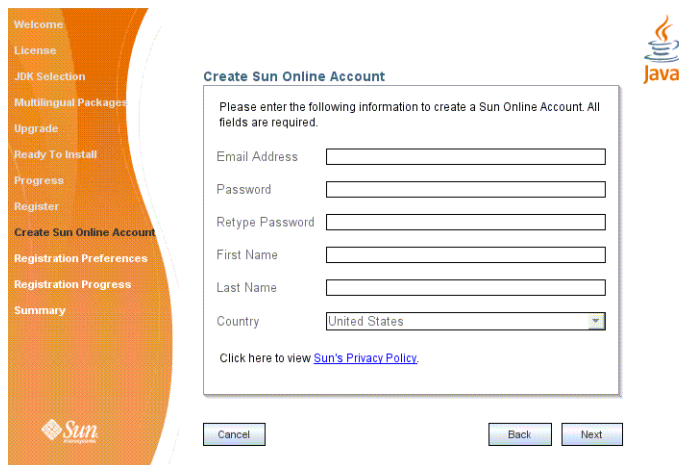 Welcome
License
JDK Selection
Multilingual Packages
Upgrade
Ready To Install
Progress
Register
Create Sun Online Account
Registration Preferences
Registration Progress
Summary
Sun
microsystems
Java
Create Sun Online Account
Please enter the following information to create a Sun Online Account. All
fields are required.
Email Address
Password
Retype Password
First Name
Last Name
Country United States
Click here to view Sun's Privacy Policy.
Cancel Back Next